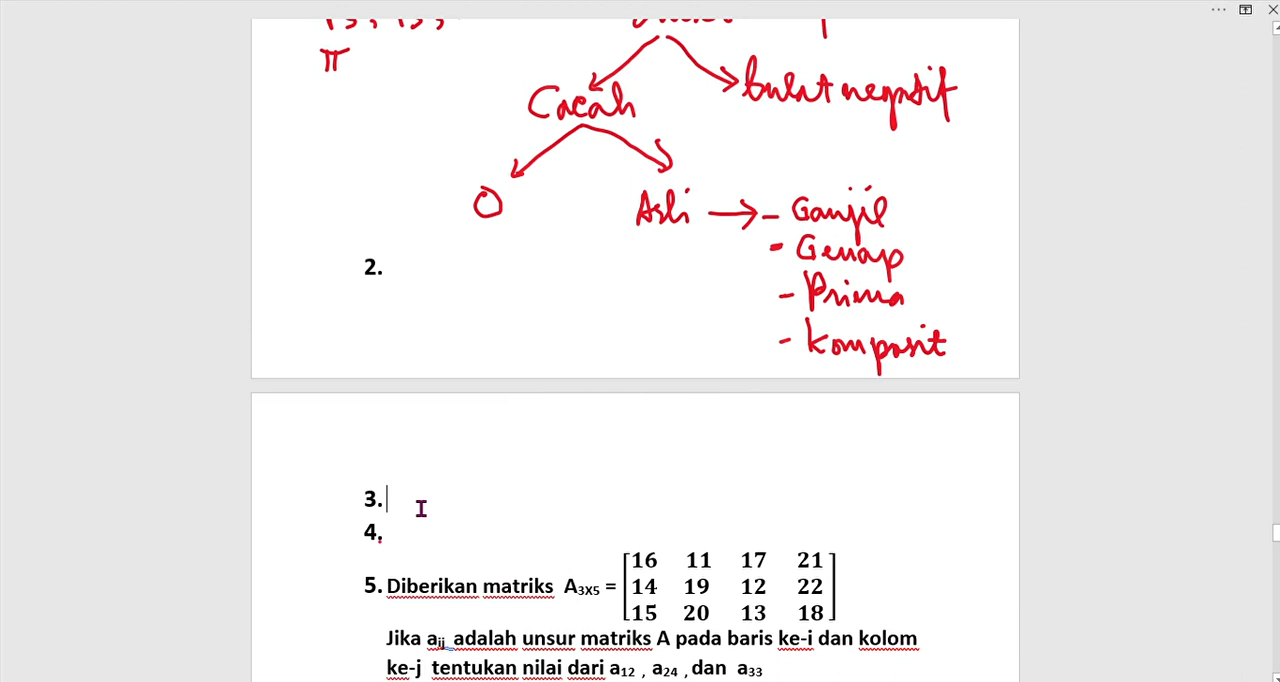 π
Cacah
bulat negatif
0
Asli
- Ganjil
- Genap
2.
- Prima
- Komposit
3.
4.
16 11 17 21
5. Diberikan matriks A3X5 = 14 19 12 22
15 20 13 18
Jika aij adalah unsur matriks A pada baris ke-i dan kolom
ke-j tentukan nilai dari a12 , a24 , dan a33